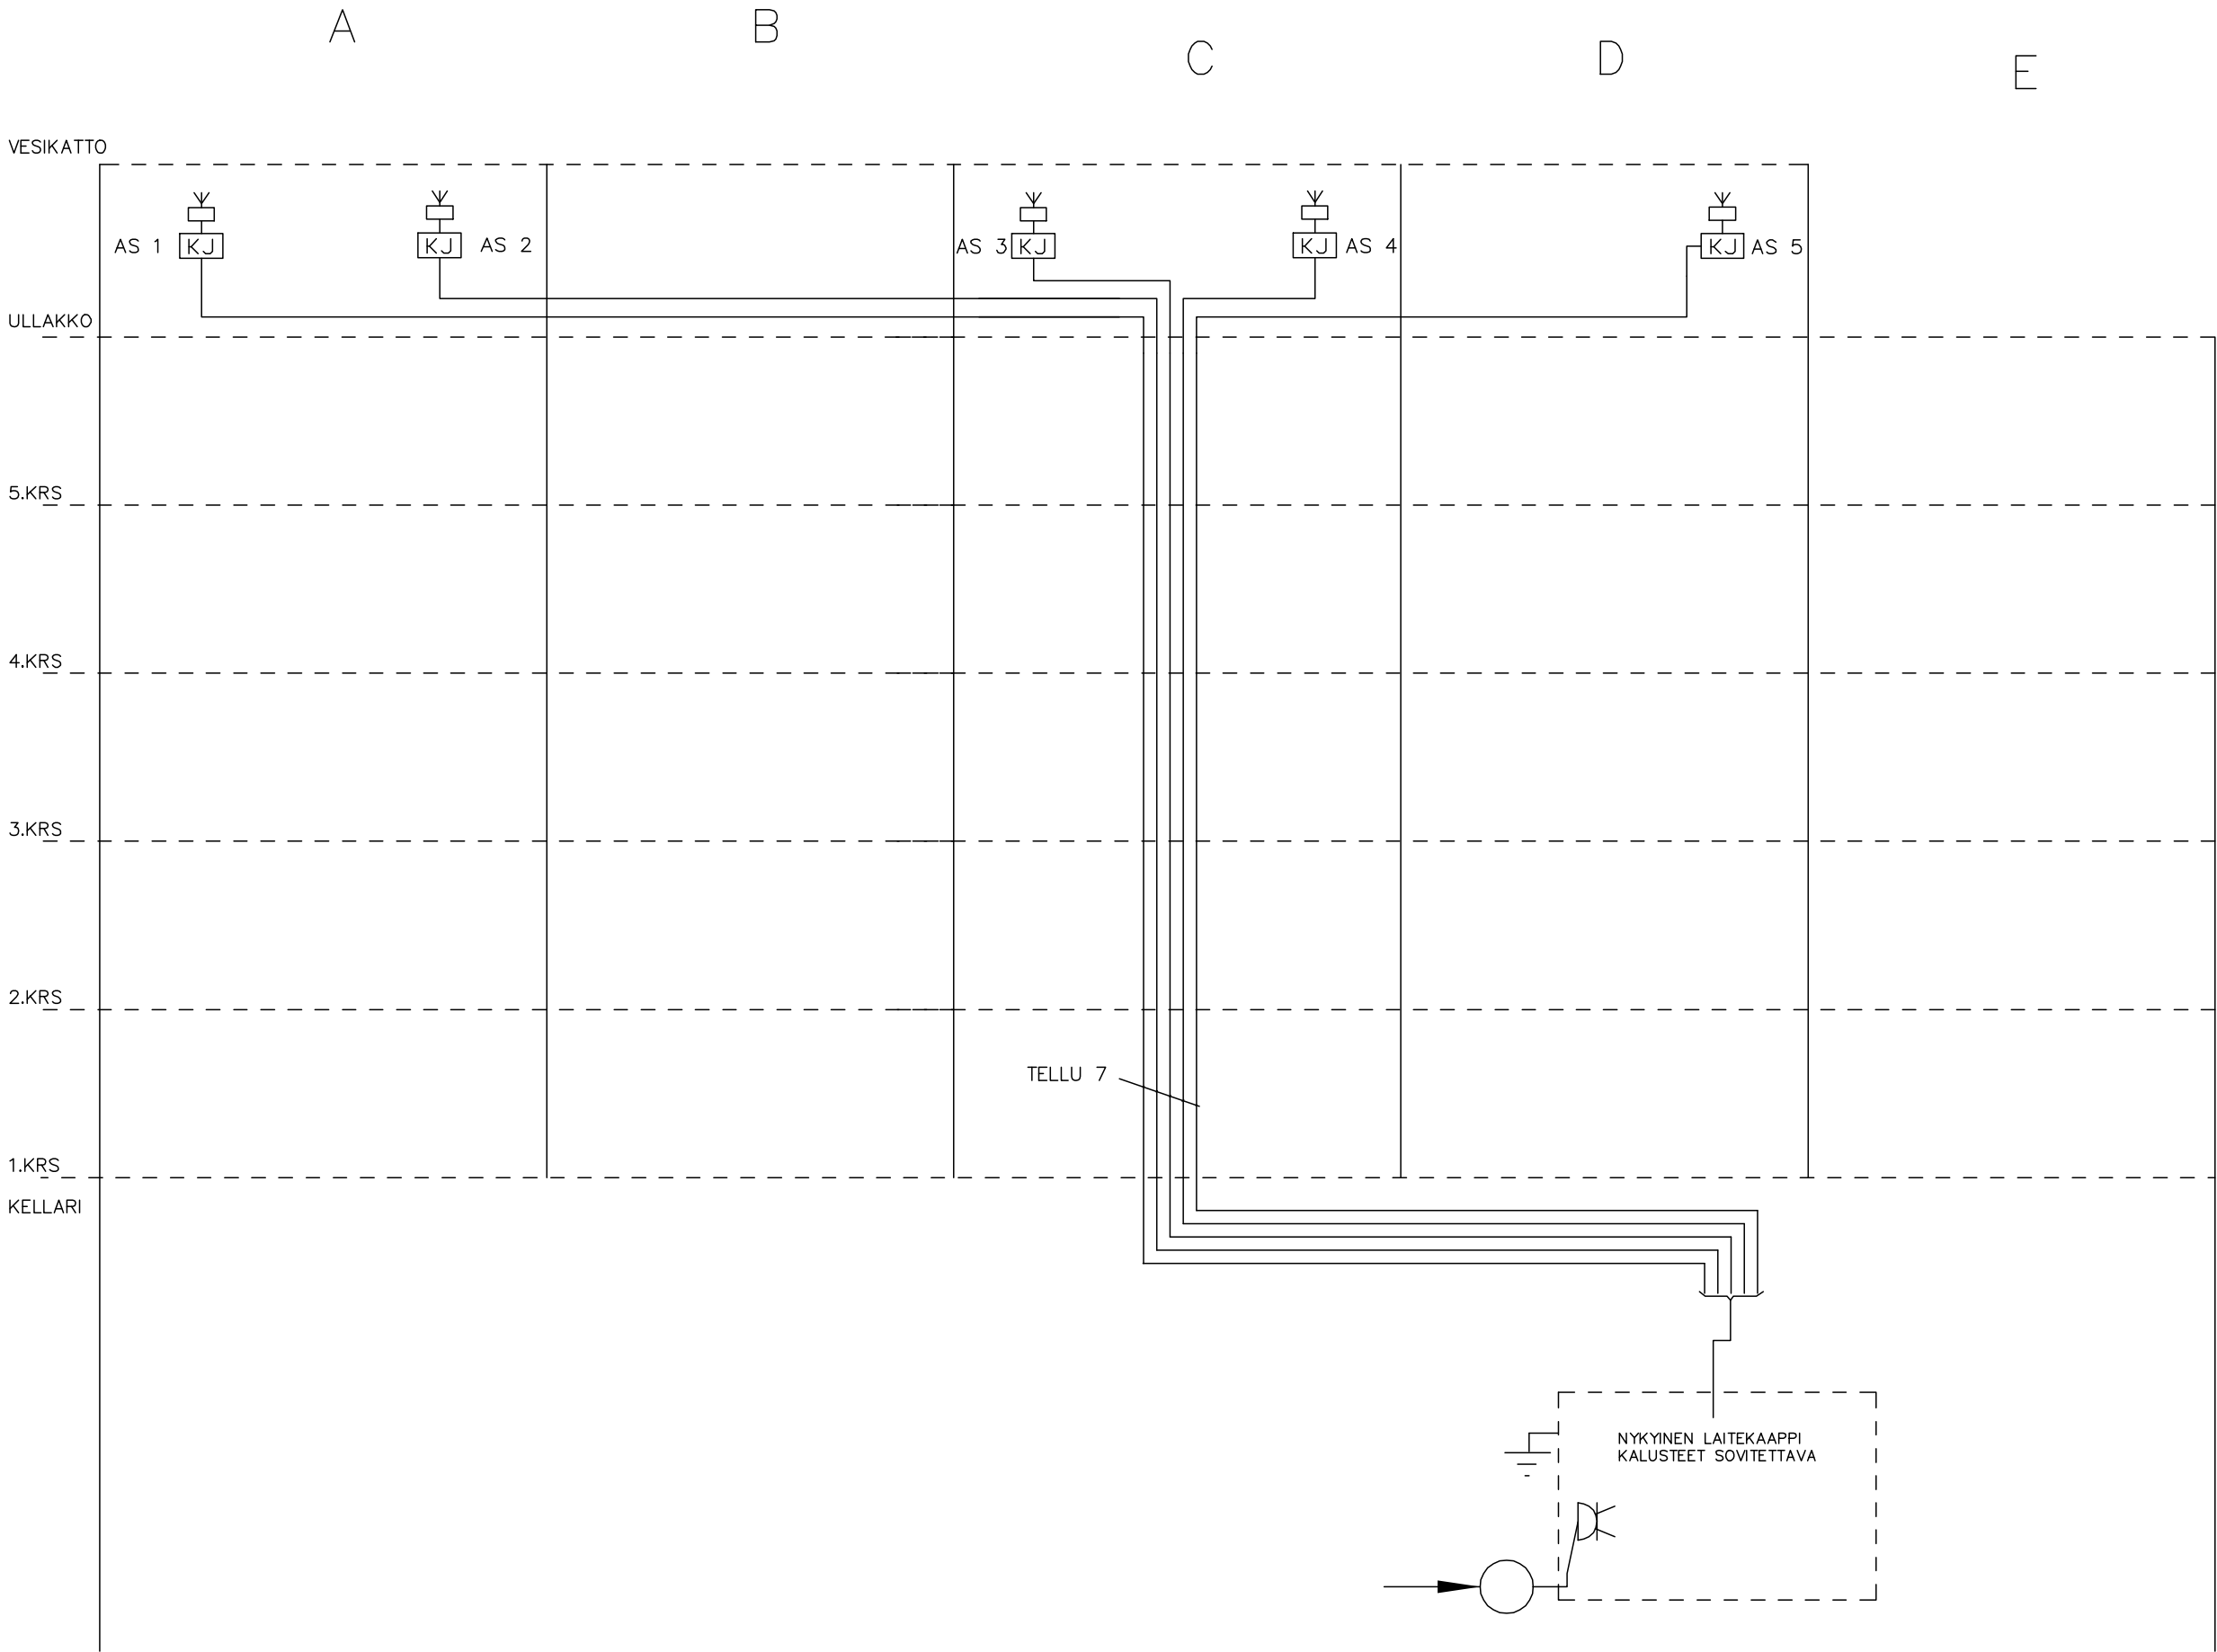 A
B
C
D
E
VESIKATTO
AS 1 KJ
KJ AS 2
AS 3 KJ
KJ AS 4
KJ AS 5
ULLAKKO
5.KRS
4.KRS
3.KRS
2.KRS
TELLU 7
1.KRS
KELLARI
NYKYINEN LAITEKAAPPI
KALUSTEET SOVITETTAVA